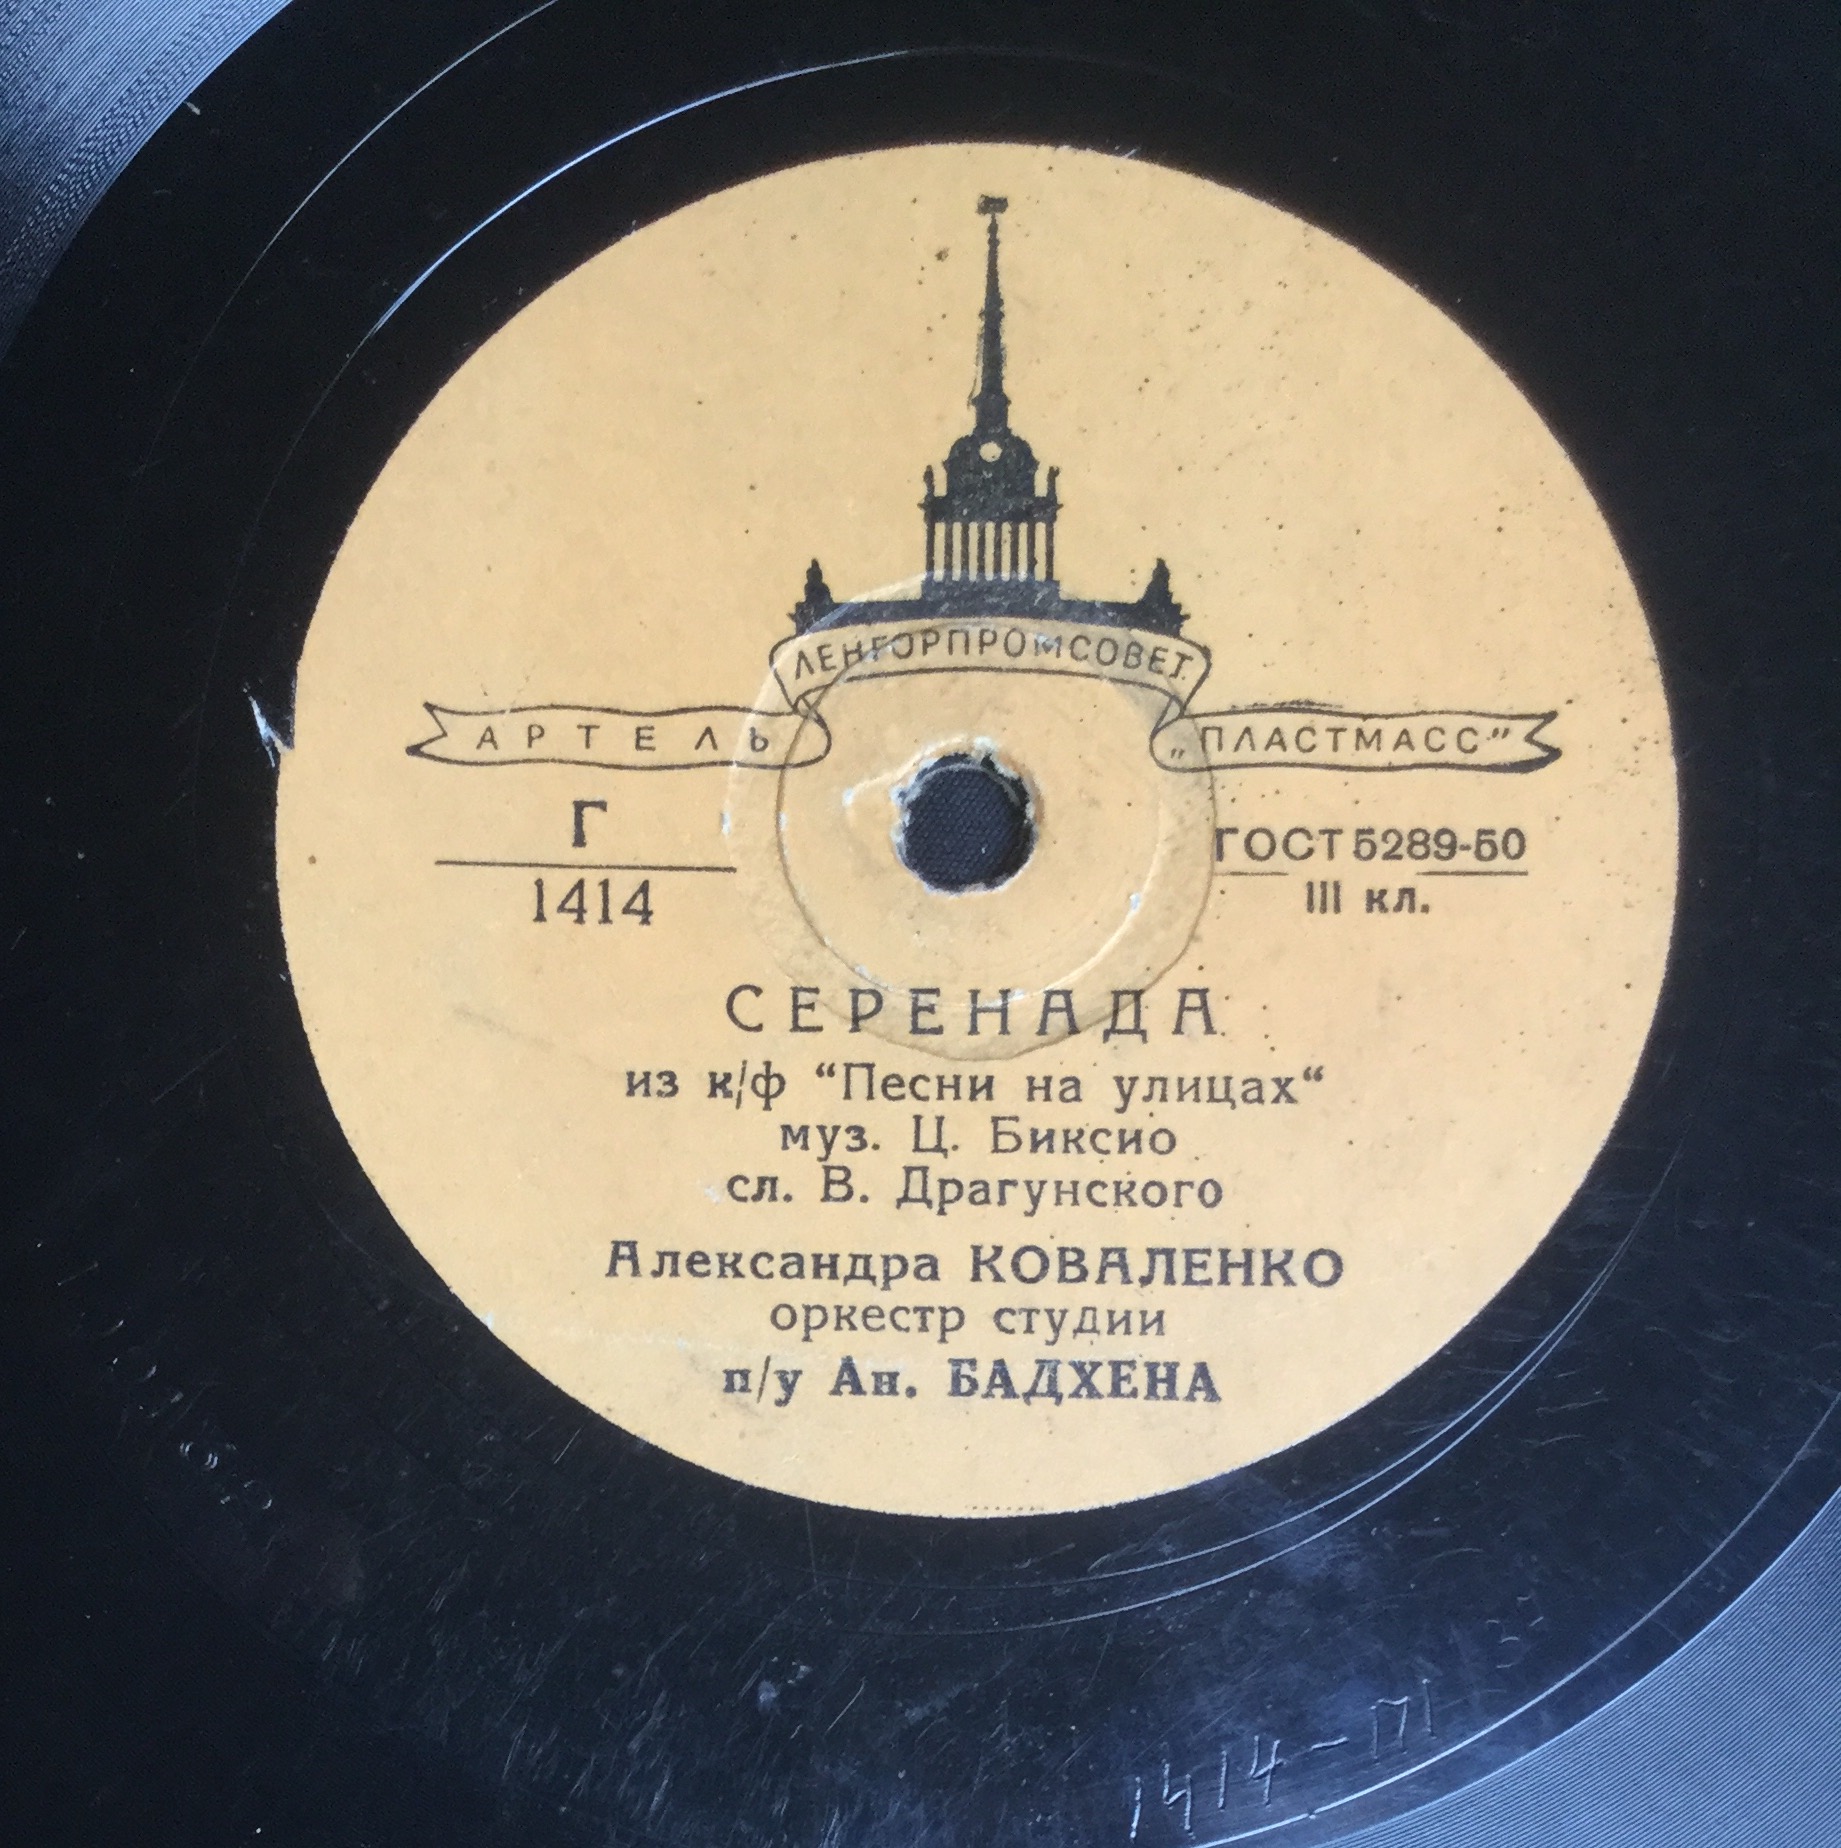 ЛЕНГОРПРОМСОВЕТ
АРТЕЛЬ „ПЛАСТМАСС"
Г
1414
ГОСТ 5289-50
III кл.
СЕРЕНАДА
из к/ф “Песни на улицах“
муз. Ц. Биксио
сл. В. Драгунского
Александра КОВАЛЕНКО
оркестр студии
п/у Ан. БАДХЕНА
1414-П1